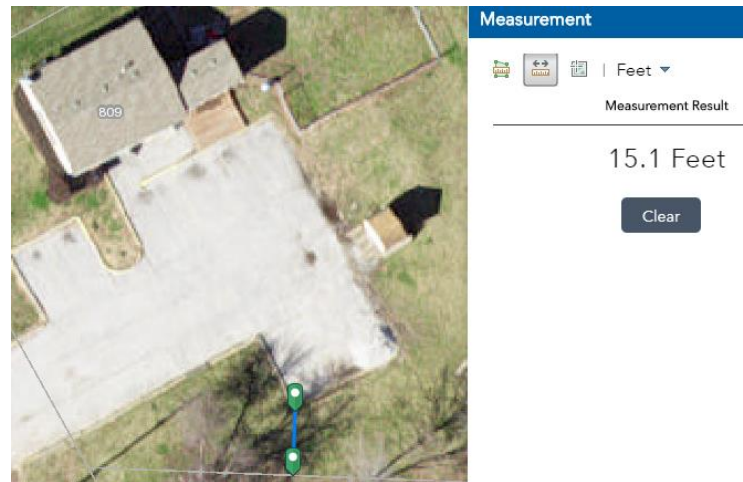 Measurement
| Feet
Measurement Result
809
15.1 Feet
Clear